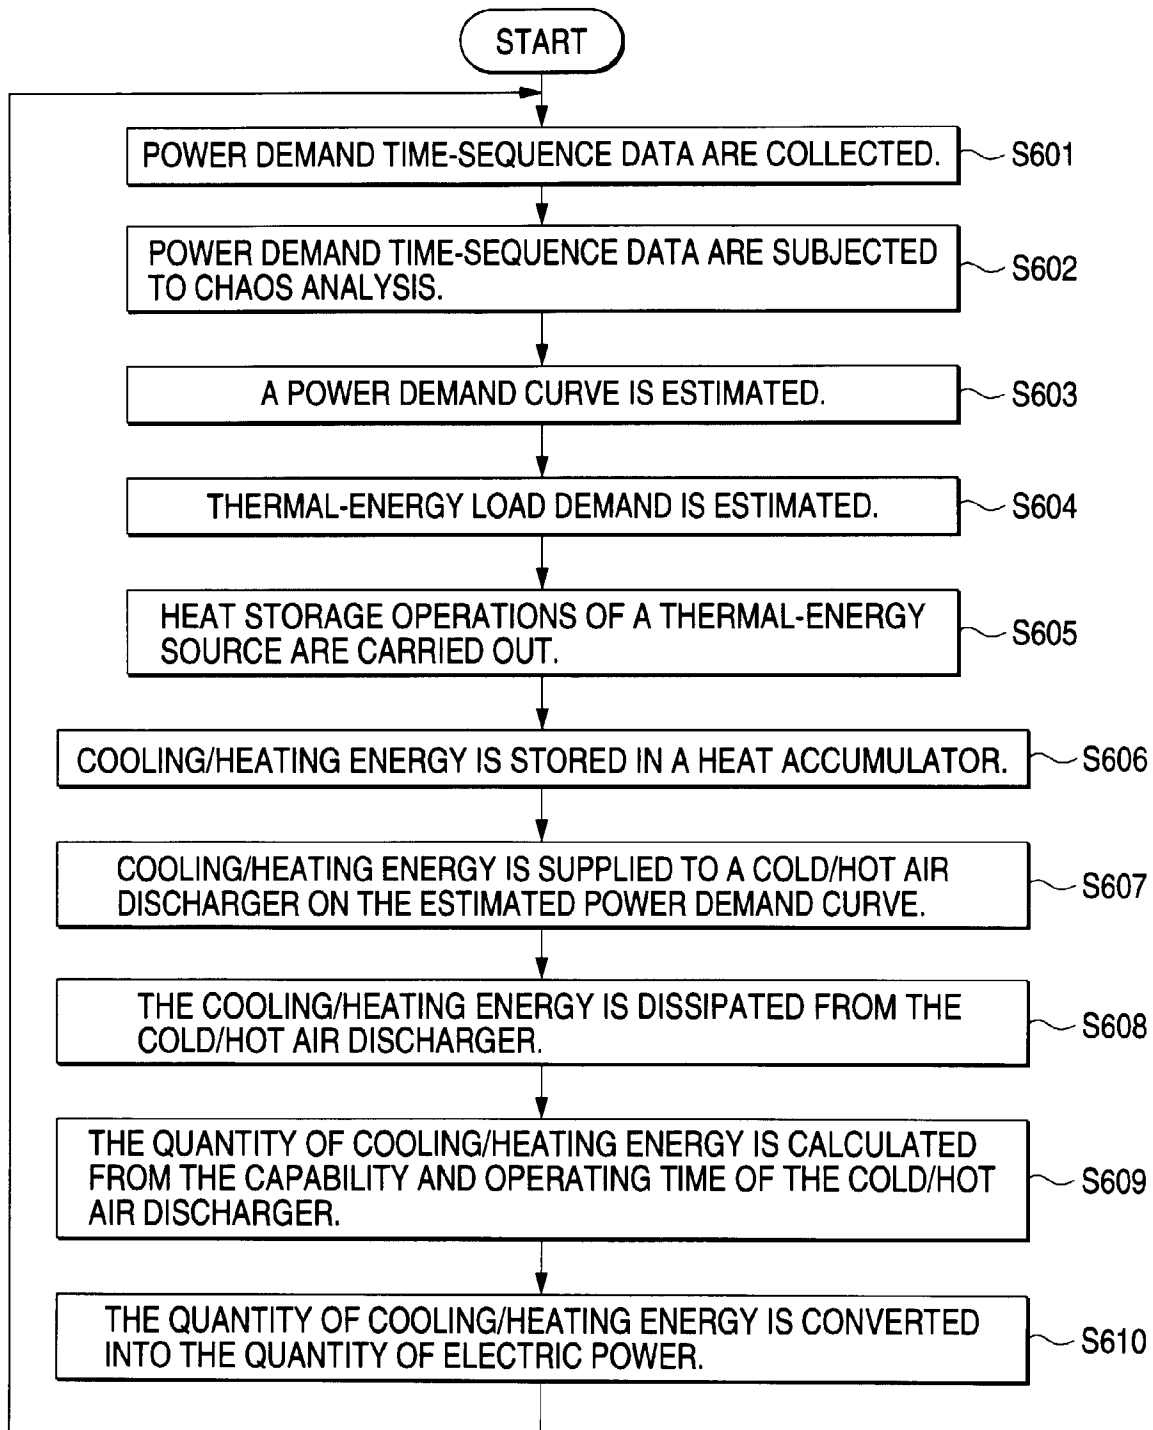 START
POWER DEMAND TIME-SEQUENCE DATA ARE COLLECTED.
S601
POWER DEMAND TIME-SEQUENCE DATA ARE SUBJECTED
TO CHAOS ANALYSIS.
S602
A POWER DEMAND CURVE IS ESTIMATED.
S603
THERMAL-ENERGY LOAD DEMAND IS ESTIMATED.
S604
HEAT STORAGE OPERATIONS OF A THERMAL-ENERGY
SOURCE ARE CARRIED OUT.
S605
COOLING/HEATING ENERGY IS STORED IN A HEAT ACCUMULATOR.
S606
COOLING/HEATING ENERGY IS SUPPLIED TO A COLD/HOT AIR
DISCHARGER ON THE ESTIMATED POWER DEMAND CURVE.
S607
THE COOLING/HEATING ENERGY IS DISSIPATED FROM THE
COLD/HOT AIR DISCHARGER.
S608
THE QUANTITY OF COOLING/HEATING ENERGY IS CALCULATED
FROM THE CAPABILITY AND OPERATING TIME OF THE COLD/HOT
AIR DISCHARGER.
S609
THE QUANTITY OF COOLING/HEATING ENERGY IS CONVERTED
INTO THE QUANTITY OF ELECTRIC POWER.
S610